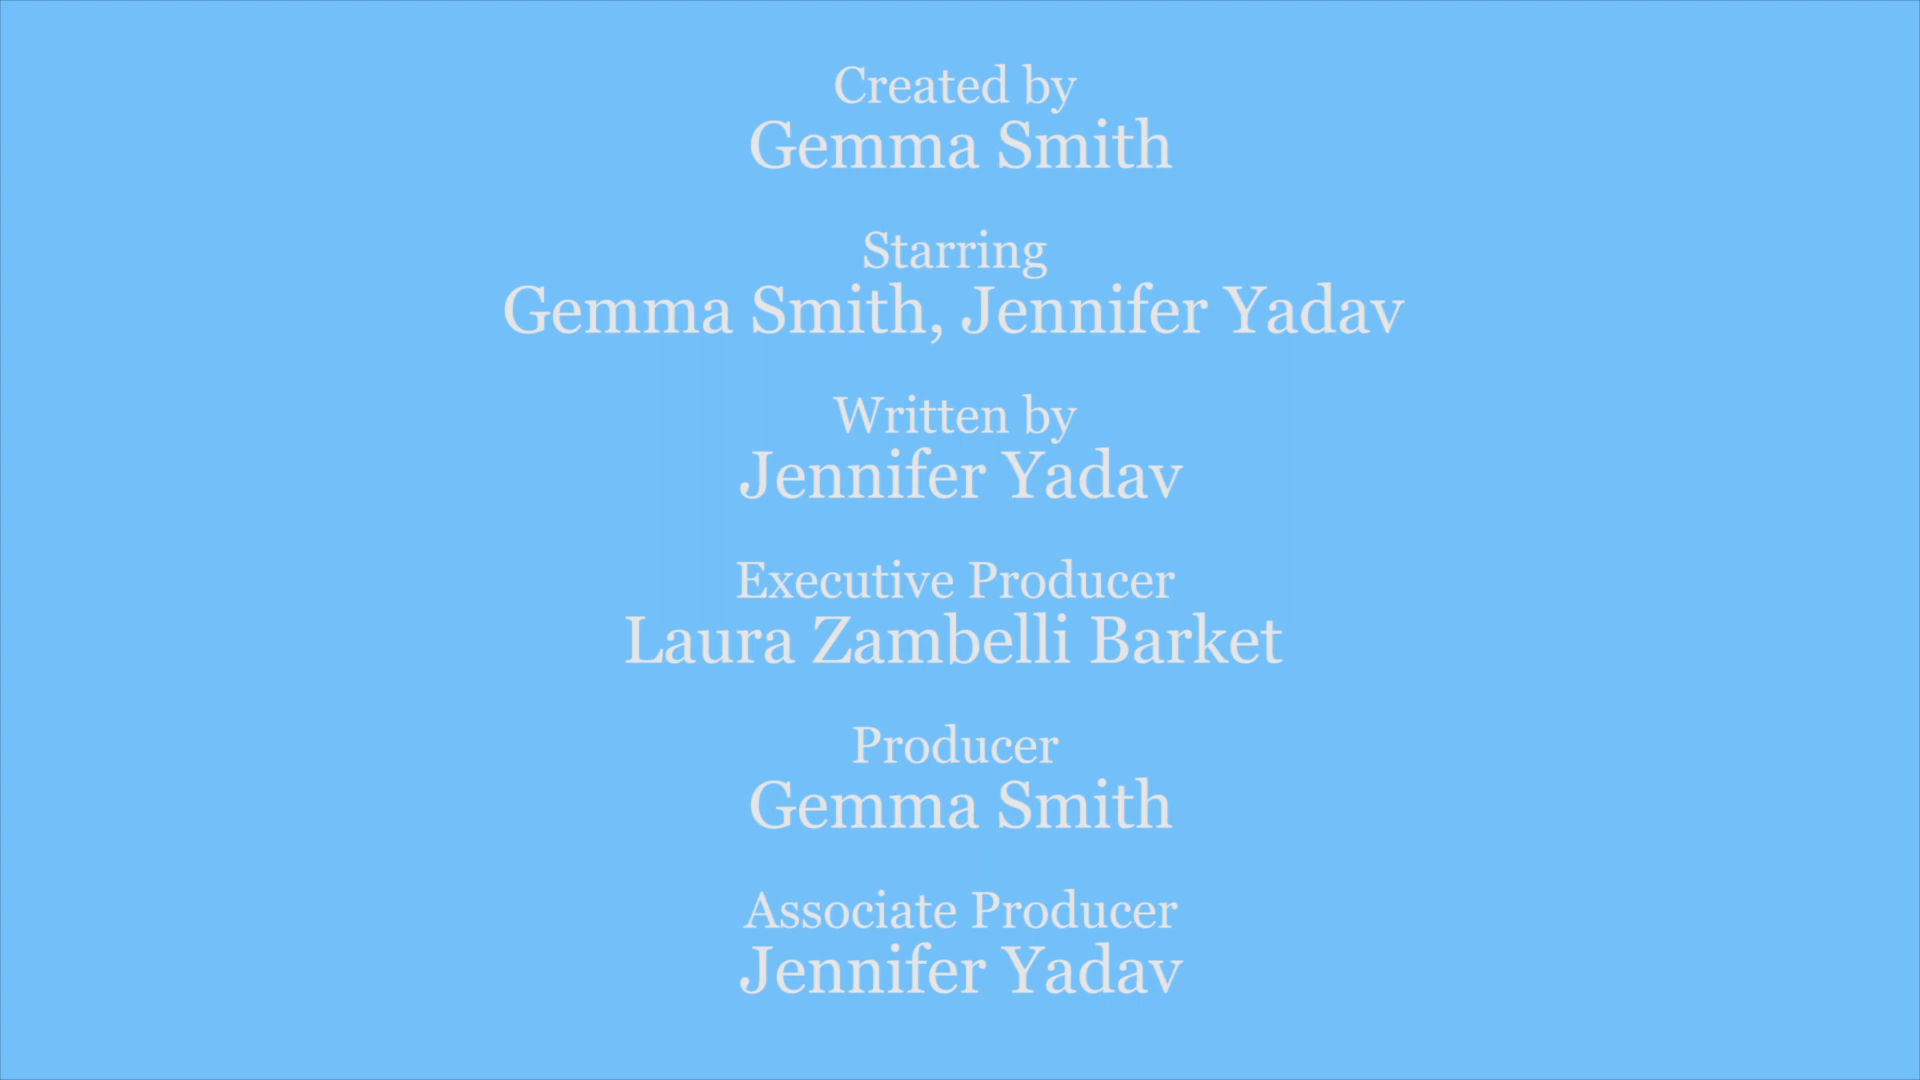 Created by
Gemma Smith
Starring
Gemma Smith, Jennifer Yadav
Written by
Jennifer Yadav
Executive Producer
Laura Zambelli Barket
Producer
Gemma Smith
Associate Producer
Jennifer Yadav